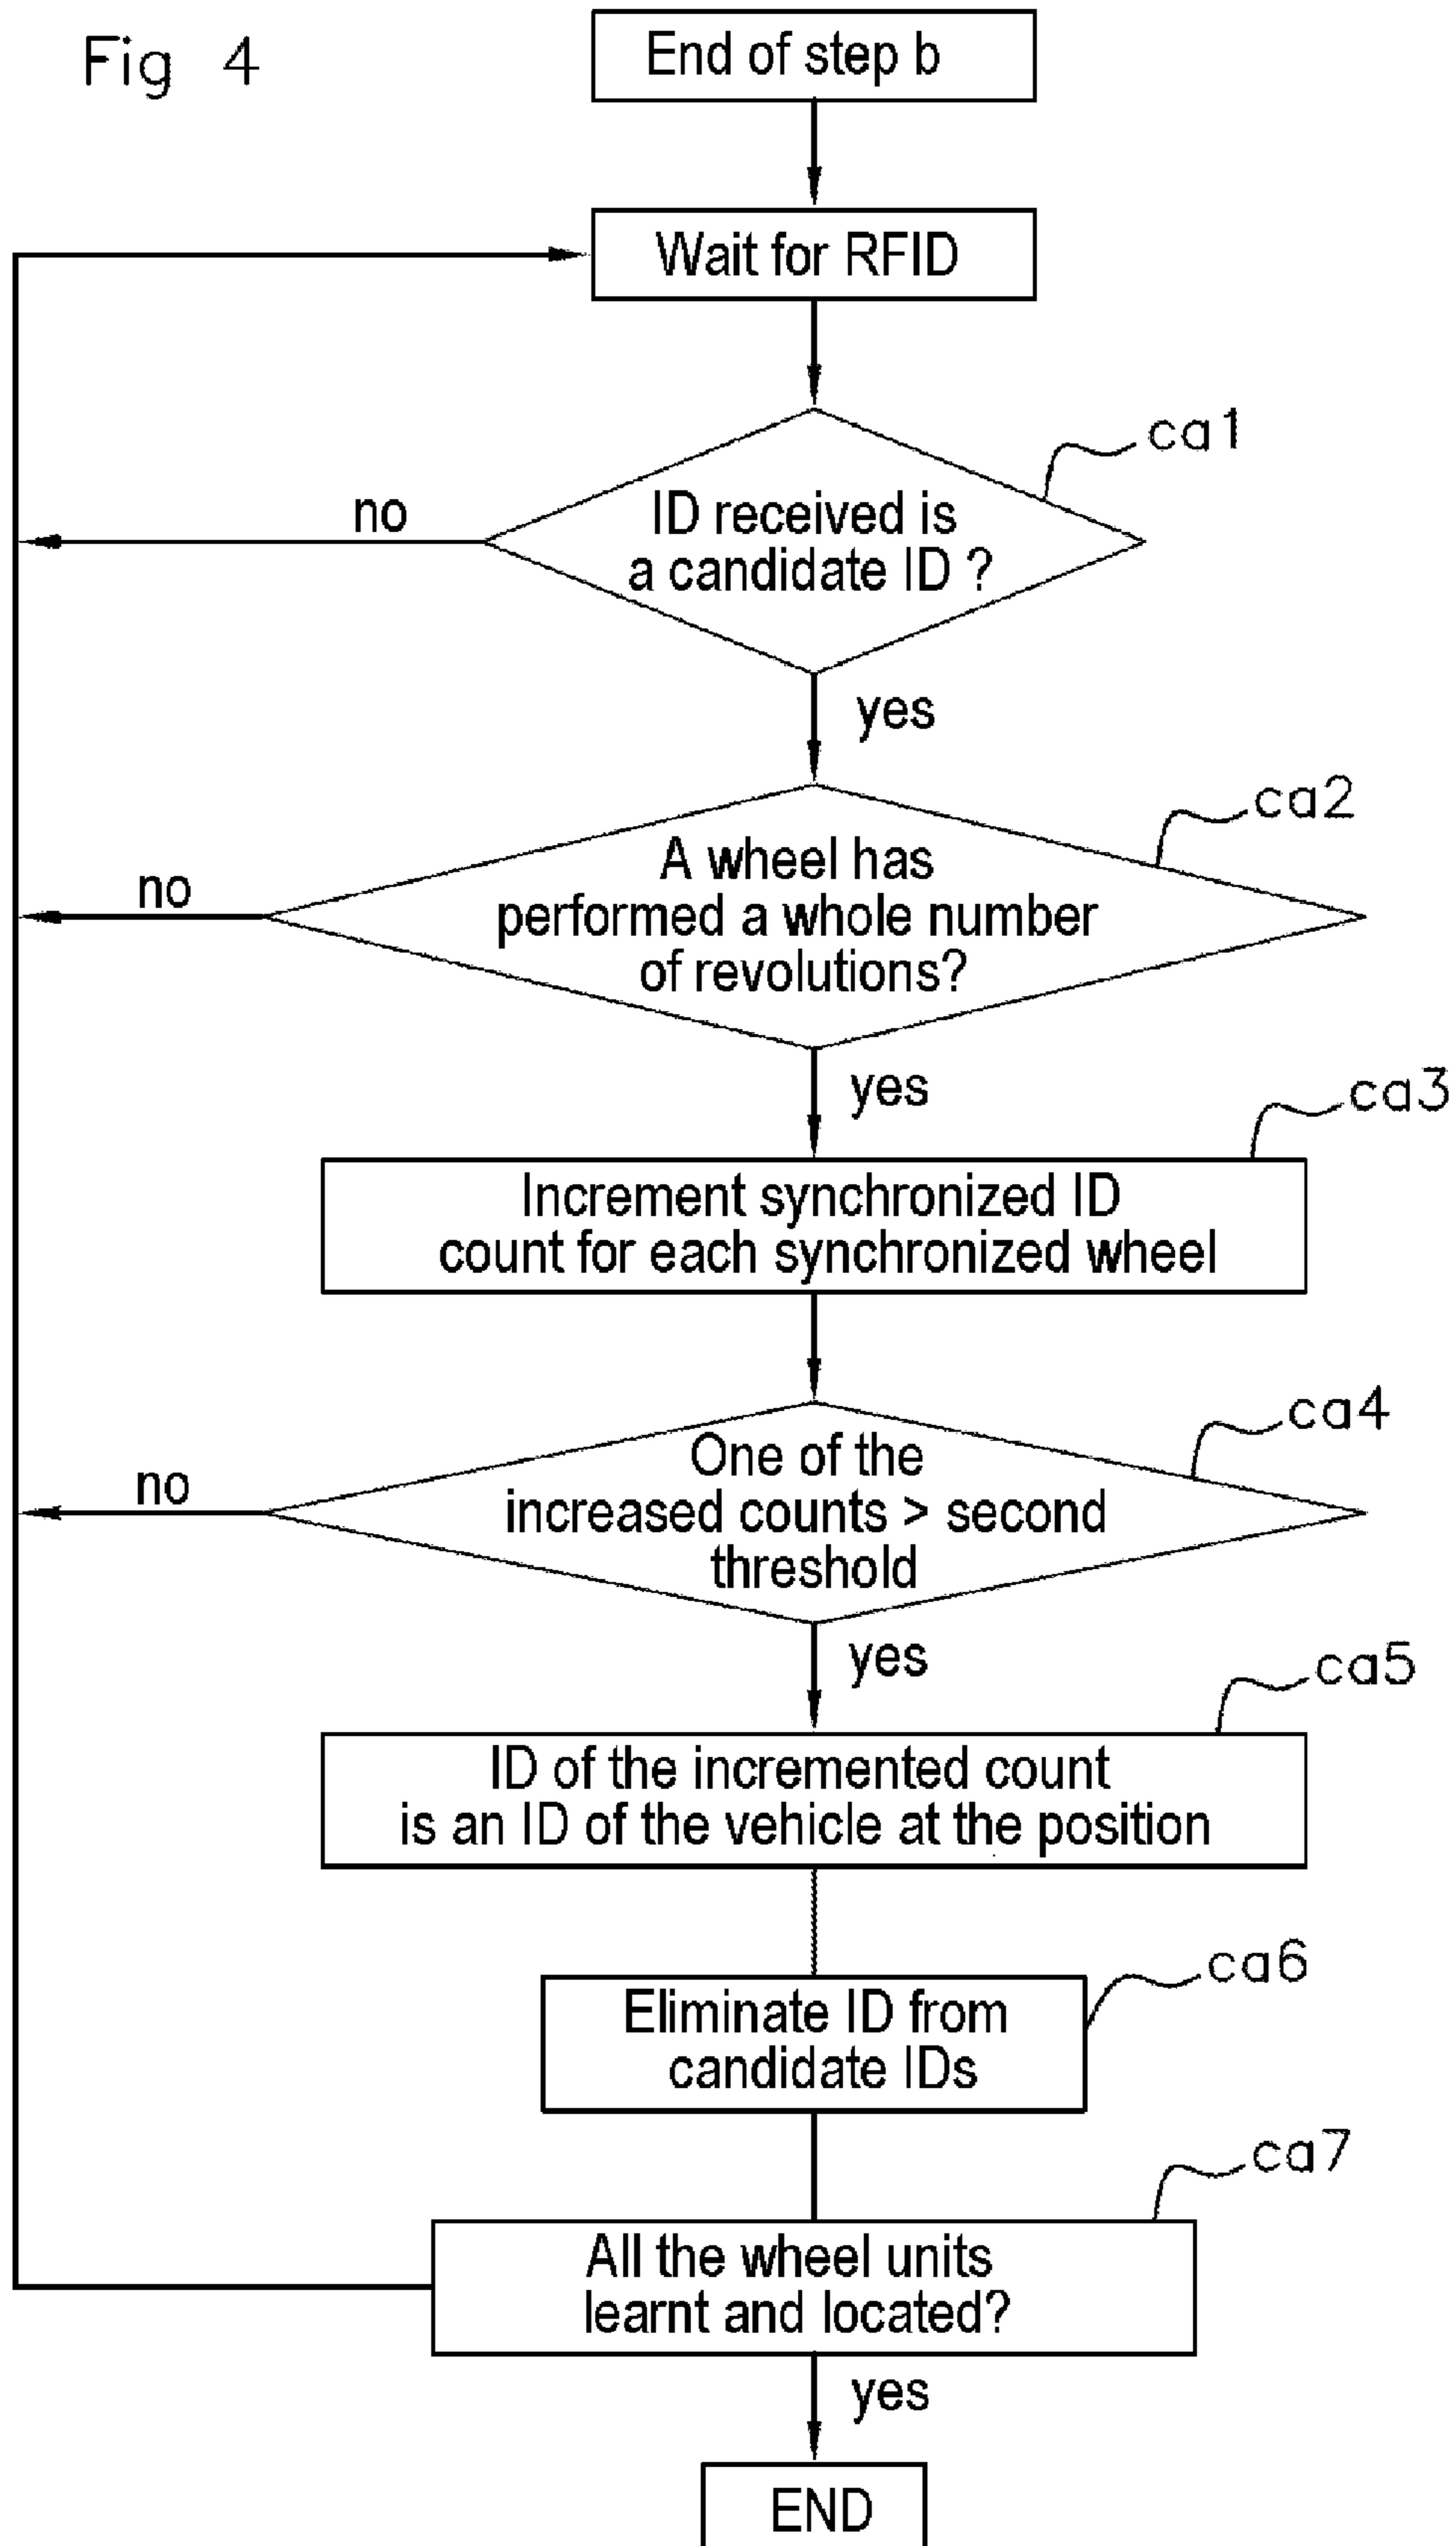 Fig 4
End of step b
Wait for RFID
ca1
ID received is
a candidate ID ?
no
yes
ca2
A wheel has
performed a whole number
of revolutions?
no
yes
ca3
Increment synchronized ID
count for each synchronized wheel
ca4
One of the
increased counts > second
threshold
no
yes
ca5
ID of the incremented count
is an ID of the vehicle at the position
ca6
Eliminate ID from
candidate IDs
ca7
All the wheel units
learnt and located?
yes
END